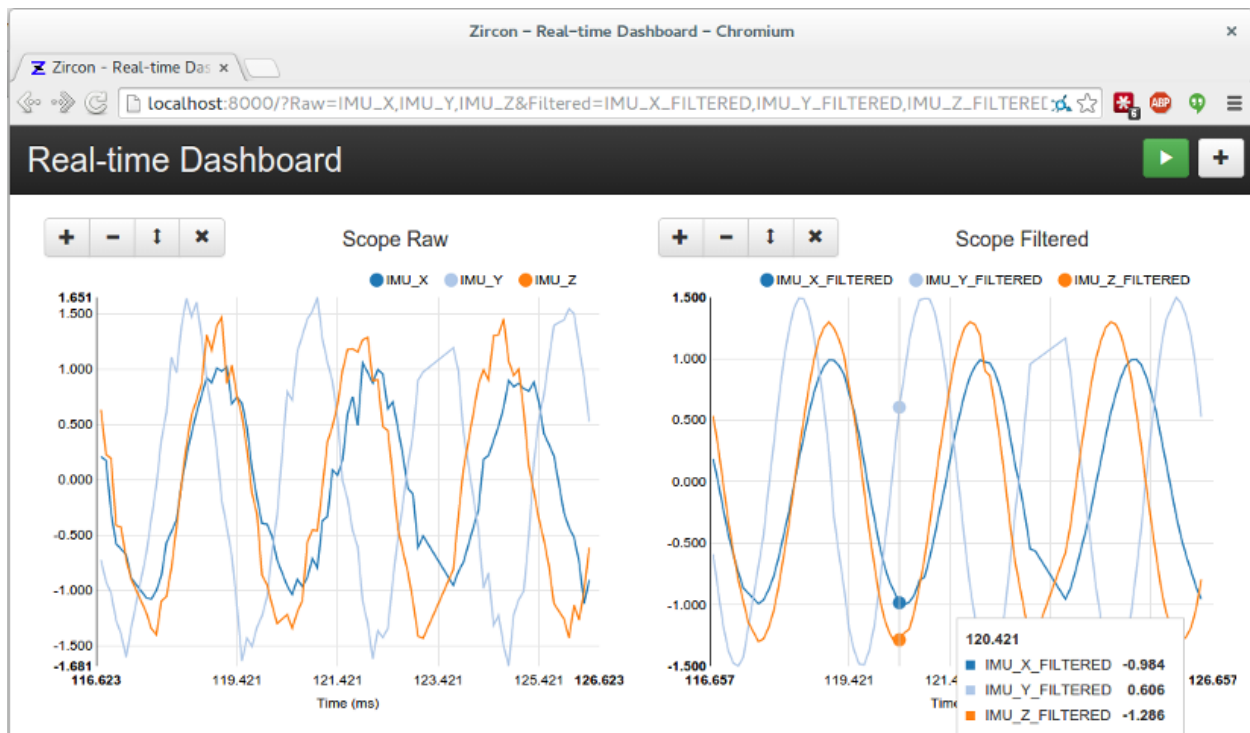 Zircon – Real-time Dashboard – Chromium
Zircon - Real-time Das
localhost:8000/?Raw=IMU_X,IMU_Y,IMU_Z&Filtered=IMU_X_FILTERED,IMU_Y_FILTERED,IMU_Z_FILTERED
6
ABP
Real-time Dashboard
Scope Raw
IMU_X IMU_Y IMU_Z
1.651
1.500
1.000
0.500
0.000
-0.500
-1.000
-1.500
-1.681
116.623 119.421 121.421 123.421 125.421 126.623
Time (ms)
Scope Filtered
IMU_X_FILTERED IMU_Y_FILTERED IMU_Z_FILTERED
1.500
1.000
0.500
0.000
-0.500
-1.000
-1.500
116.657 119.421 121.4 126.657
120.421
IMU_X_FILTERED -0.984
IMU_Y_FILTERED 0.606
IMU_Z_FILTERED -1.286